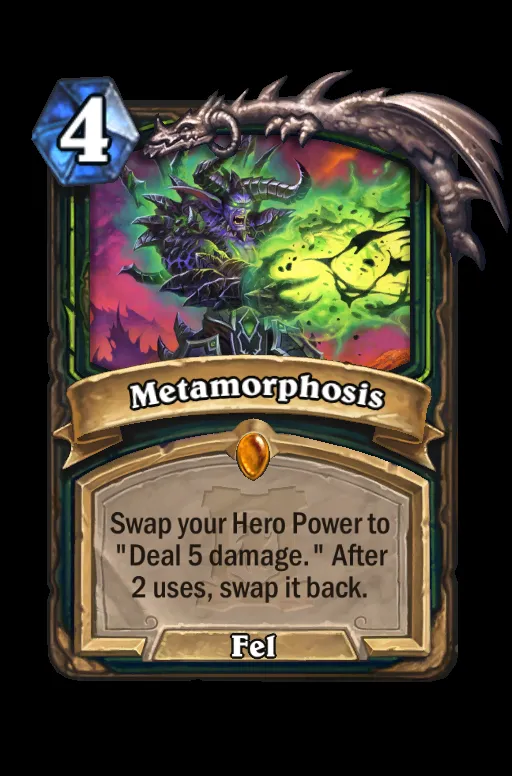 4
Metamorphosis
Swap your Hero Power to
"Deal 5 damage." After
2 uses, swap it back.
Fel